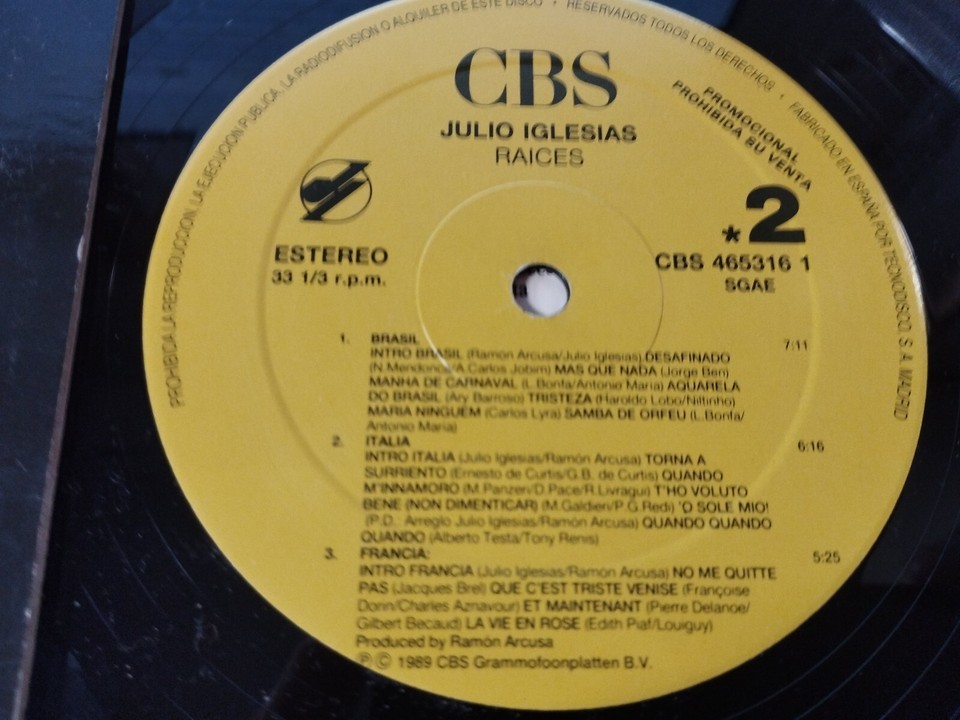 PROHIBIDA LA REPRODUCCION, LA EJECUCION PUBLICA, LA RADIODIFUSION O ALQUILER DE ESTE DISCO • RESERVADOS TODOS LOS DERECHOS • FABRICADO EN ESPAÑA POR TECNODISCO, S. A. MADRID
CBS
JULIO IGLESIAS
RAICES
PROMOCIONAL
PROHIBIDA SU VENTA
*2
ESTEREO
33 1/3 r.p.m.
CBS 465316 1
SGAE
1. BRASIL 7:11
INTRO BRASIL (Ramón Arcusa/Julio Iglesias) DESAFINADO
(N.Mendonca/A.Carlos Jobim) MAS QUE NADA (Jorge Ben)
MANHA DE CARNAVAL (L.Bonfa/Antonio Maria) AQUARELA
DO BRASIL (Ary Barroso) TRISTEZA (Haroldo Lobo/Niltinho)
MARIA NINGUÉM (Carlos Lyra) SAMBA DE ORFEU (L.Bonfa/
Antonio Maria)
2. ITALIA 6:16
INTRO ITALIA (Julio Iglesias/Ramón Arcusa) TORNA A
SURRIENTO (Ernesto de Curtis/G.B. de Curtis) QUANDO
M'INNAMORO (M.Panzeri/D.Pace/R.Livragui) T'HO VOLUTO
BENE (NON DIMENTICAR) (M.Galdieri/P.G.Redi) 'O SOLE MIO!
(P.D.. Arreglo Julio Iglesias/Ramón Arcusa) QUANDO QUANDO
QUANDO (Alberto Testa/Tony Renis)
3. FRANCIA: 5:25
INTRO FRANCIA (Julio Iglesias/Ramón Arcusa) NO ME QUITTE
PAS (Jacques Brel) QUE C'EST TRISTE VENISE (Françoise
Dorin/Charles Aznavour) ET MAINTENANT (Pierre Delanoe/
Gilbert Becaud) LA VIE EN ROSE (Edith Piaf/Louiguy)
Produced by Ramón Arcusa
Ⓟ © 1989 CBS Grammofoonplatten B.V.